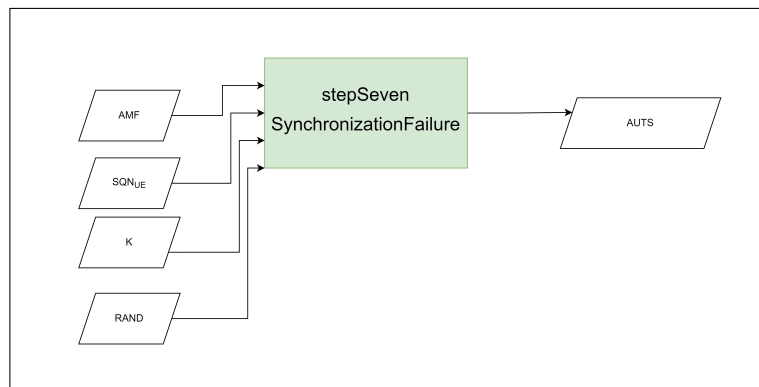 AMF
SQNUE
K
RAND
stepSeven
SynchronizationFailure
AUTS